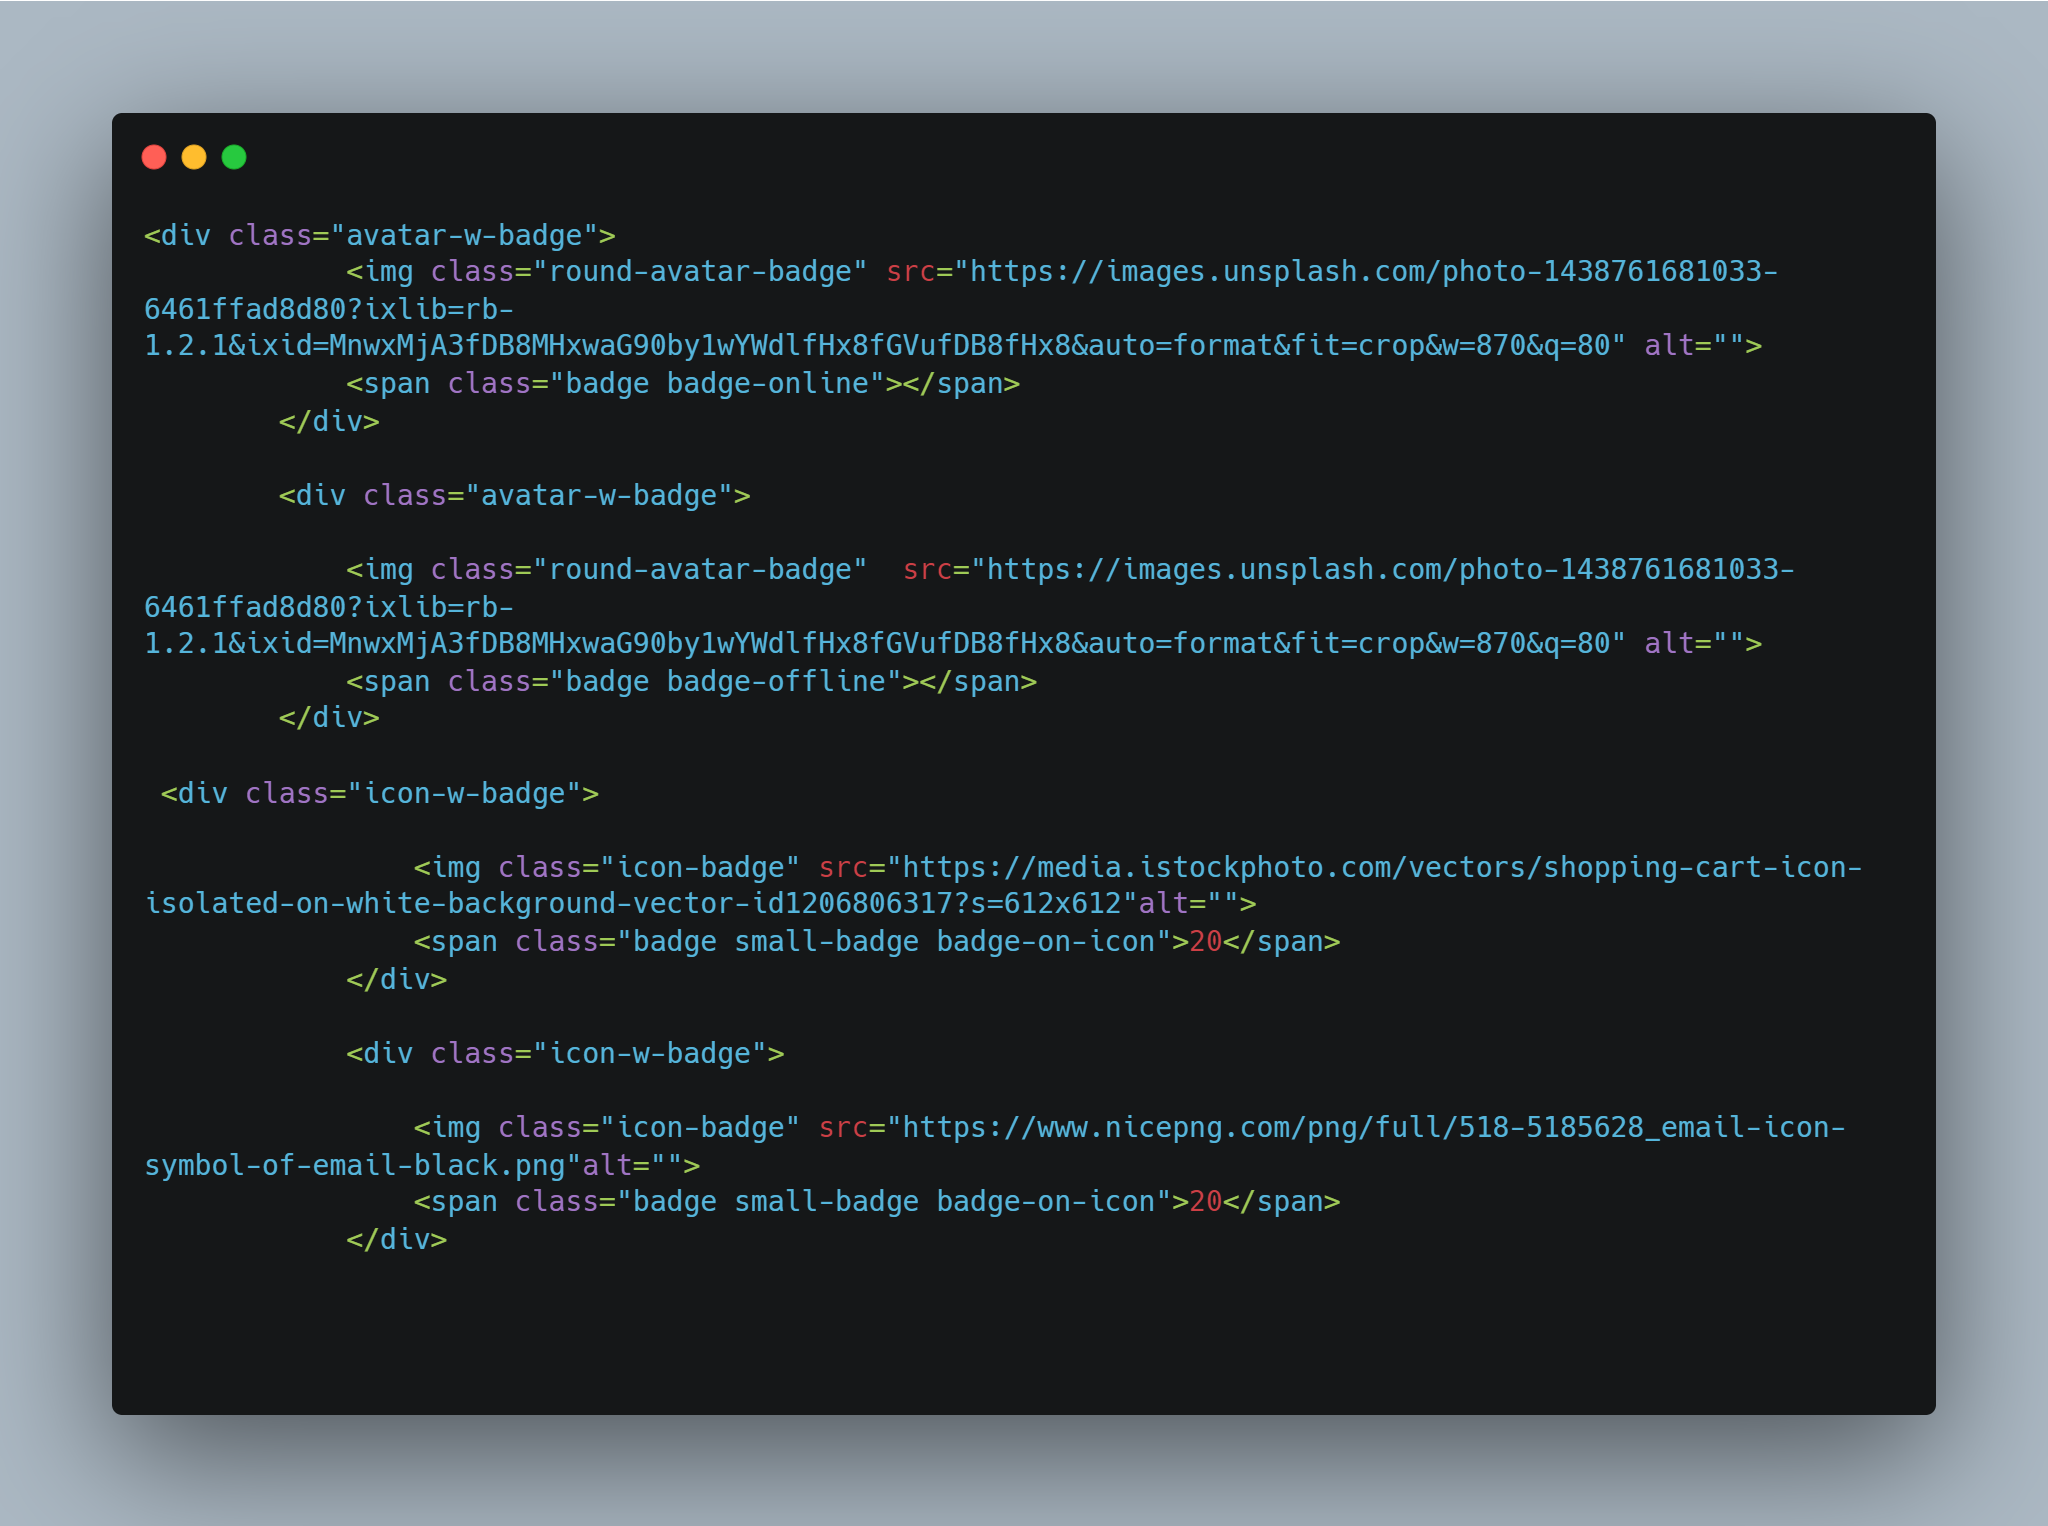 <div class="avatar-w-badge">
<img class="round-avatar-badge" src="https://images.unsplash.com/photo-1438761681033-
6461ffad8d80?ixlib=rb-
1.2.1&ixid=MnwxMjA3fDB8MHxwaG90by1wYWdlfHx8fGVufDB8fHx8&auto=format&fit=crop&w=870&q=80" alt="">
<span class="badge badge-online"></span>
</div>
<div class="avatar-w-badge">
<img class="round-avatar-badge"  src="https://images.unsplash.com/photo-1438761681033-
6461ffad8d80?ixlib=rb-
1.2.1&ixid=MnwxMjA3fDB8MHxwaG90by1wYWdlfHx8fGVufDB8fHx8&auto=format&fit=crop&w=870&q=80" alt="">
<span class="badge badge-offline"></span>
</div>
<div class="icon-w-badge">
<img class="icon-badge" src="https://media.istockphoto.com/vectors/shopping-cart-icon-
isolated-on-white-background-vector-id1206806317?s=612x612"alt="">
<span class="badge small-badge badge-on-icon">20</span>
</div>
<div class="icon-w-badge">
<img class="icon-badge" src="https://www.nicepng.com/png/full/518-5185628_email-icon-
symbol-of-email-black.png"alt="">
<span class="badge small-badge badge-on-icon">20</span>
</div>